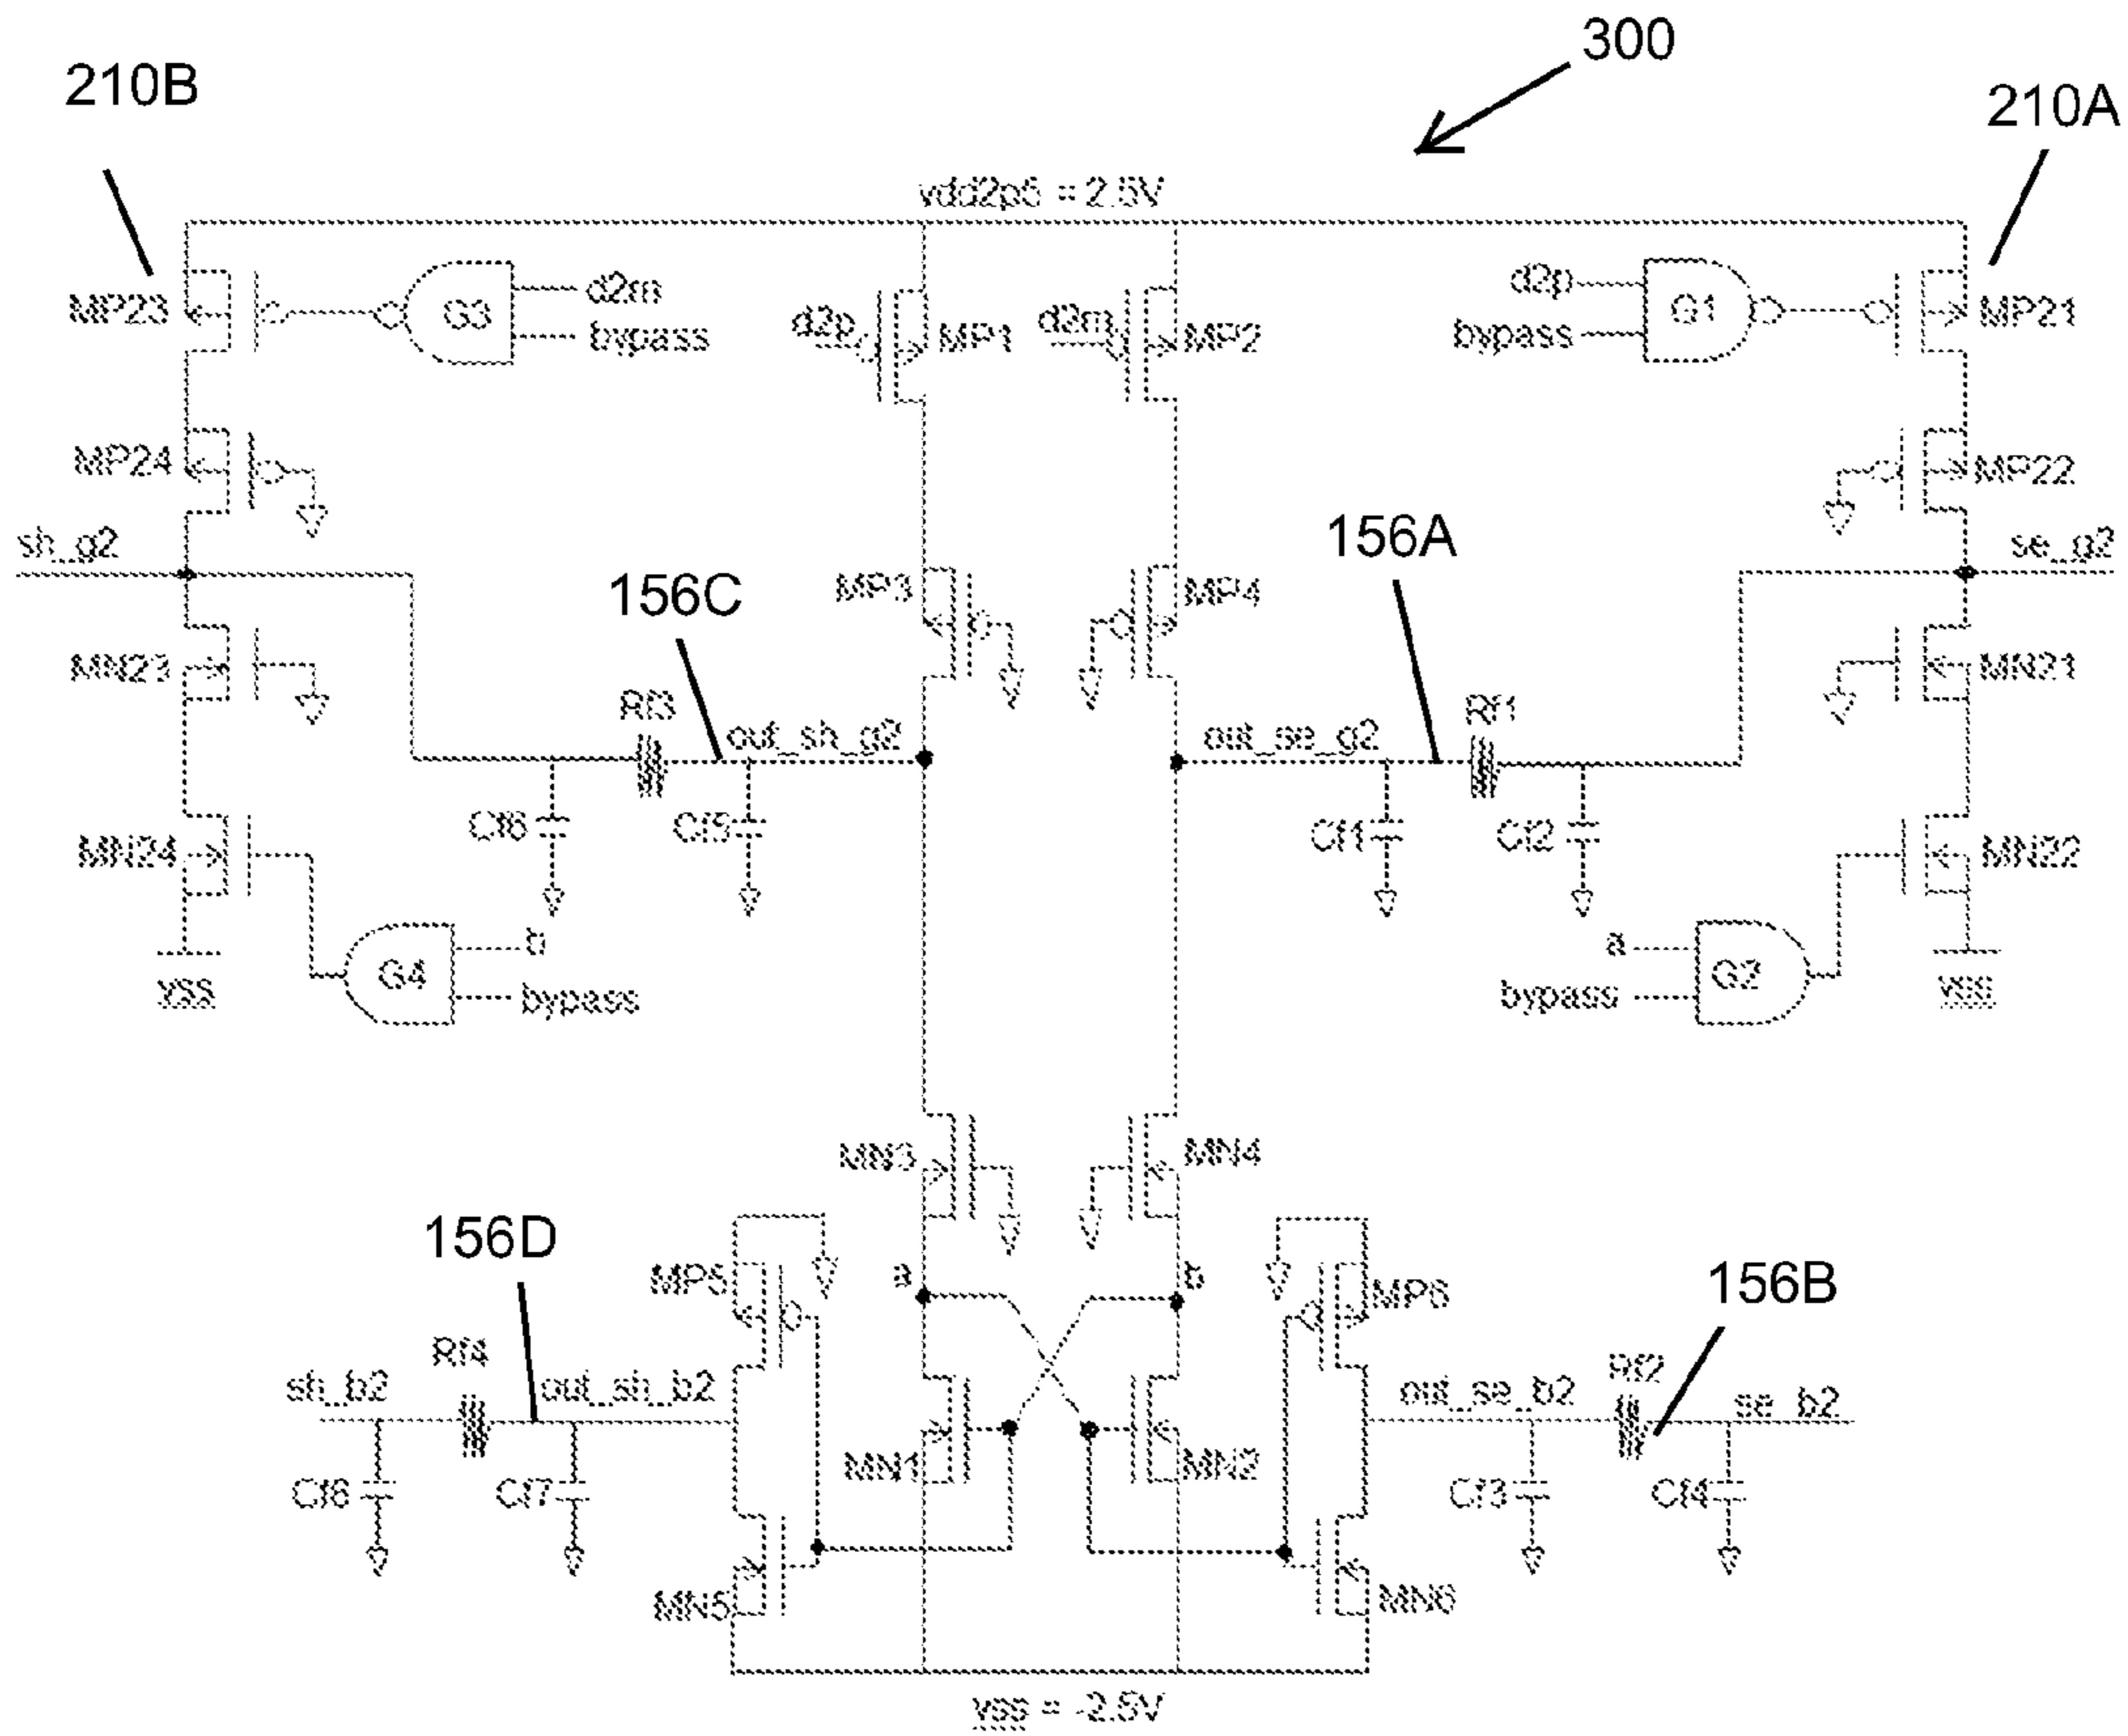 300
210B
210A
vdd2p5 = 2.5V
MP23
G3
d2m
bypass
d2p
MP1
d2m
MP2
d2p
bypass
G1
MP21
MP24
MP22
sh_g2
156C
MP3
MP4
156A
se_g2
MN23
Rf3
out_sh_g2
out_se_g2
Rf1
MN21
MN24
Cf6
Cf5
Cf1
Cf2
MN22
vss
G4
b
bypass
a
bypass
G2
vss
MN3
MN4
156D
MP5
a
b
MP6
156B
sh_b2
Rf4
out_sh_b2
out_se_b2
Rf2
se_b2
Cf6
Cf7
MN1
MN2
Cf3
Cf4
MN5
MN6
vss = -2.5V